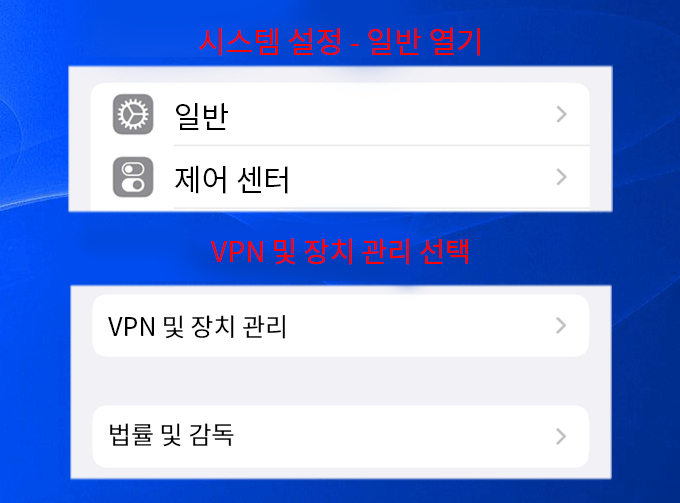 시스템 설정 - 일반 열기
일반
제어 센터
VPN 및 장치 관리 선택
VPN 및 장치 관리
법률 및 감독